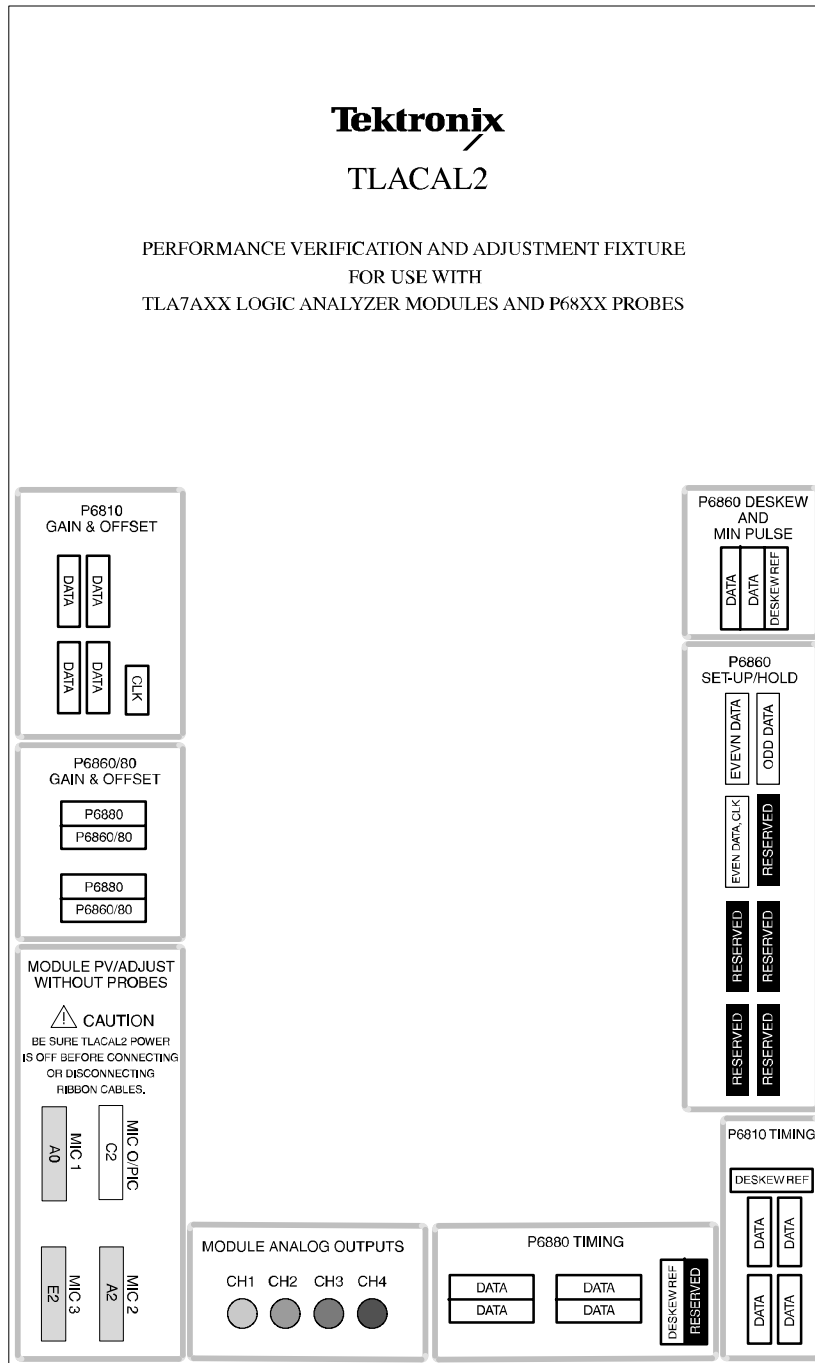 Tektronix
TLACAL2
PERFORMANCE VERIFICATION AND ADJUSTMENT FIXTURE
FOR USE WITH
TLA7AXX LOGIC ANALYZER MODULES AND P68XX PROBES
P6810
GAIN & OFFSET
DATA
DATA
DATA
DATA
CLK
P6860/80
GAIN & OFFSET
P6880
P6860/80
P6880
P6860/80
MODULE PV/ADJUST
WITHOUT PROBES
CAUTION
BE SURE TLACAL2 POWER
IS OFF BEFORE CONNECTING
OR DISCONNECTING
RIBBON CABLES.
A0
MIC 1
C2
MIC O/PIC
E2
MIC 3
A2
MIC 2
MODULE ANALOG OUTPUTS
CH1 CH2 CH3 CH4
P6880 TIMING
DATA
DATA
DATA
DATA
DESKEW REF
RESERVED
P6860 DESKEW
AND
MIN PULSE
DATA
DATA
DESKEW REF
P6860
SET-UP/HOLD
EVEVN DATA
ODD DATA
EVEN DATA, CLK
RESERVED
RESERVED
RESERVED
RESERVED
RESERVED
P6810 TIMING
DESKEW REF
DATA
DATA
DATA
DATA